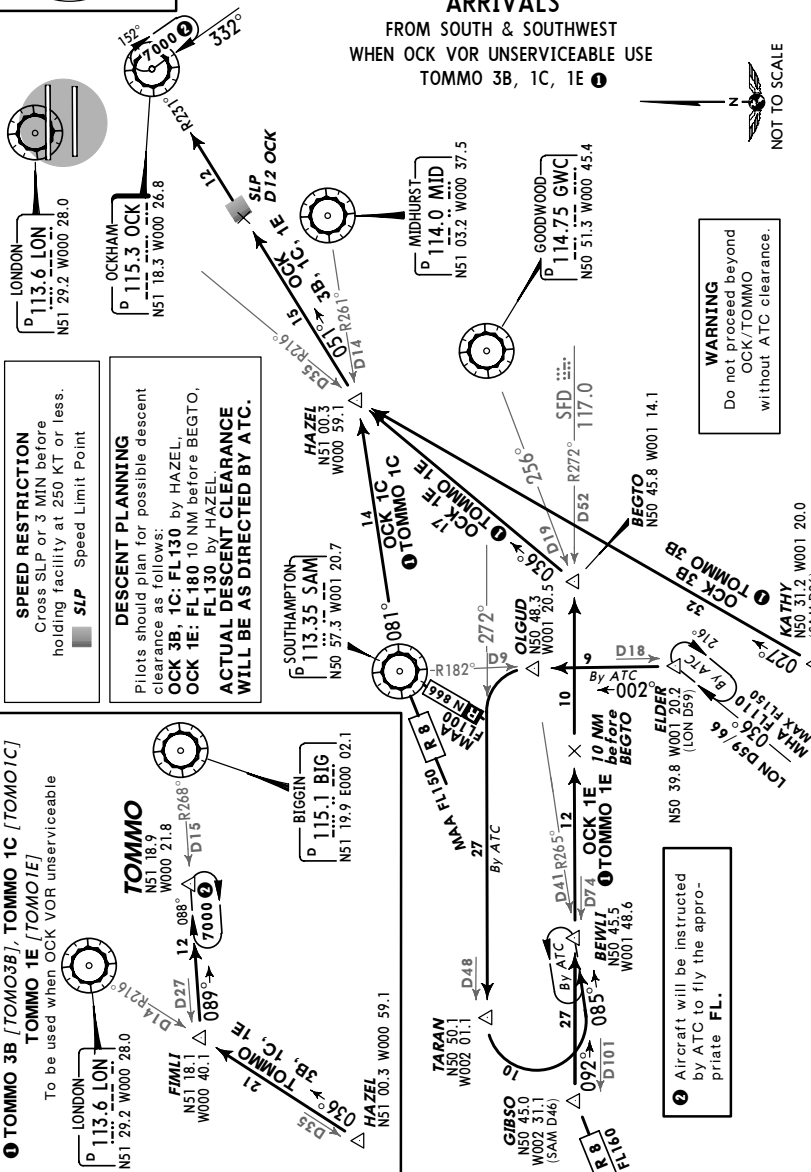 ARRIVALS
FROM SOUTH & SOUTHWEST
WHEN OCK VOR UNSERVICEABLE USE
TOMMO 3B, 1C, 1E ❶
N
NOT TO SCALE
152°
7000 ❷
332°
LONDON
D 113.6 LON
N51 29.2 W000 28.0
OCKHAM
D 115.3 OCK
N51 18.3 W000 26.8
R231°
12
SLP
D12 OCK
MIDHURST
D 114.0 MID
N51 03.2 W000 37.5
GOODWOOD
D 114.75 GWC
N50 51.3 W000 45.4
WARNING
Do not proceed beyond
OCK/TOMMO
without ATC clearance.
SPEED RESTRICTION
Cross SLP or 3 MIN before
holding facility at 250 KT or less.
SLP Speed Limit Point
DESCENT PLANNING
Pilots should plan for possible descent
clearance as follows:
OCK 3B, 1C: FL130 by HAZEL,
OCK 1E: FL180 10 NM before BEGTO,
FL130 by HAZEL.
ACTUAL DESCENT CLEARANCE
WILL BE AS DIRECTED BY ATC.
15
OCK
3B, 1C, 1E
051°
D35 R216°
R261°
D14
HAZEL
N51 00.3
W000 59.1
14
OCK 1C
❶ TOMMO 1C
081°
17
OCK 1E
❶ TOMMO 1E
036°
256°
D19
SFD
117.0
R272°
D52
BEGTO
N50 45.8 W001 14.1
32
OCK 3B
❶ TOMMO 3B
027°
KATHY
N50 31.2 W001 20.0
SOUTHAMPTON
D 113.35 SAM
N50 57.3 W001 20.7
R N 866
MAA
FL100
R 8
MAA FL150
R182°
D9
272°
OLGUD
N50 48.3
W001 20.5
9
By ATC
002°
D18
ELDER
N50 39.8 W001 20.2
(LON D59)
216°
By ATC
036°
MHA FL110
MAX FL150
LON D59/66
10
10 NM
before
BEGTO
12
OCK 1E
❶ TOMMO 1E
27
By ATC
D41 R265°
D74
BEWLI
N50 45.5
W001 48.6
By ATC
27
085°
092°
D101
D48
TARAN
N50 50.1
W002 01.1
10
GIBSO
N50 45.0
W002 31.1
(SAM D46)
R 8
FL160
❷ Aircraft will be instructed
by ATC to fly the appro-
priate FL.
❶ TOMMO 3B [TOMO3B], TOMMO 1C [TOMO1C]
TOMMO 1E [TOMO1E]
To be used when OCK VOR unserviceable
LONDON
D 113.6 LON
N51 29.2 W000 28.0
TOMMO
N51 18.9
W000 21.8
R268°
D15
BIGGIN
D 115.1 BIG
N51 19.9 E000 02.1
12 088°
7000 ❷
D14 R216°
D27
089°
FIMLI
N51 18.1
W000 40.1
21
TOMMO
3B, 1C, 1E
036°
D35
HAZEL
N51 00.3 W000 59.1